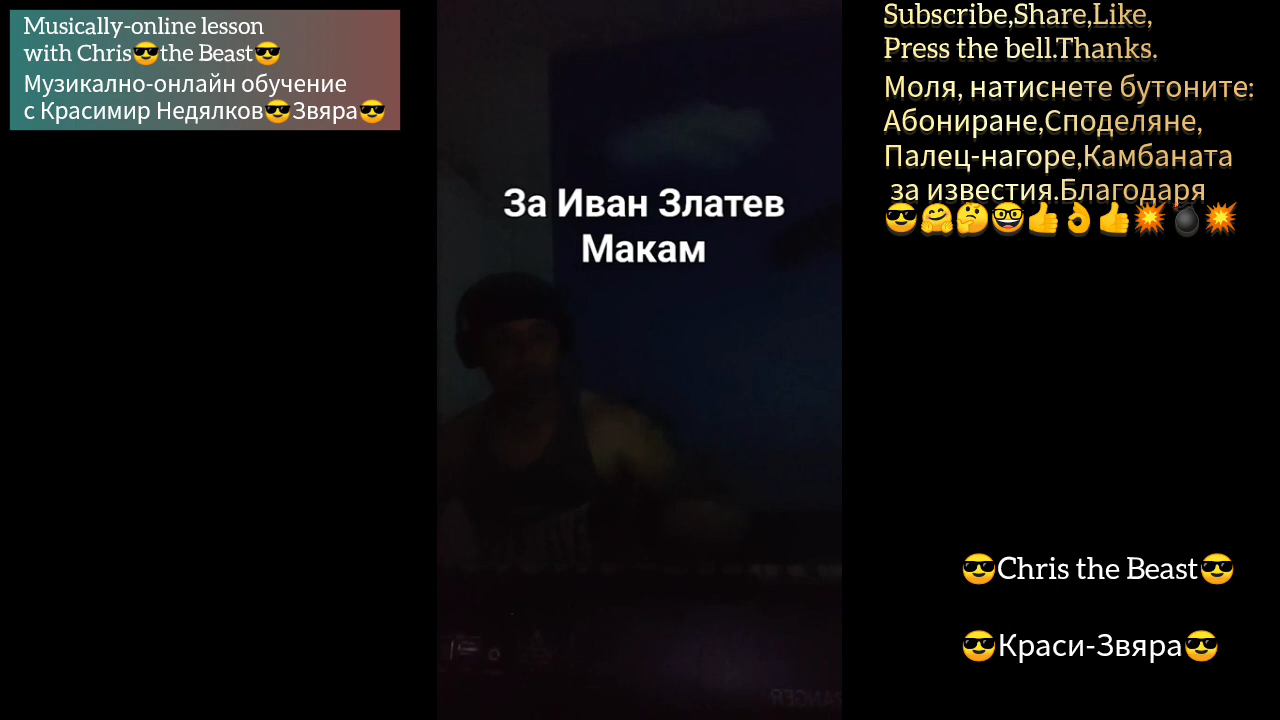 Musically-online lesson
with Chris😎the Beast😎
Музикално-онлайн обучение
с Красимир Недялков😎Звяра😎
За Иван Златев
Макам
Subscribe,Share,Like,
Press the bell.Thanks.
Моля, натиснете бутоните:
Абониране,Споделяне,
Палец-нагоре,Камбаната
за известия.Благодаря
😎🤗🤔🤓👍👌👍💥💣💥
😎Chris the Beast😎
😎Краси-Звяра😎